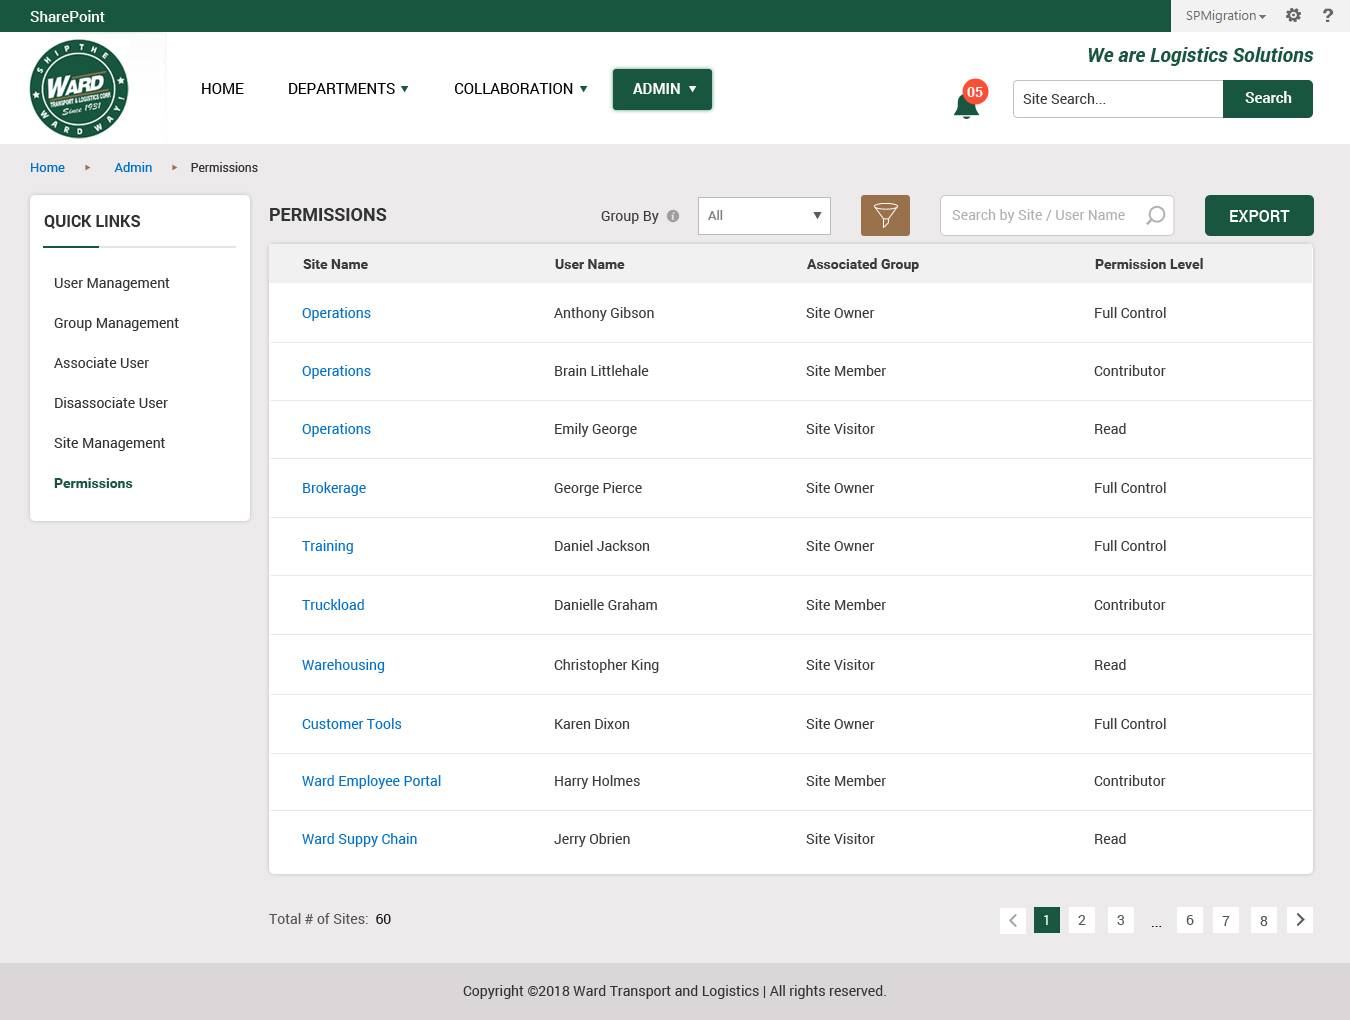 SharePoint
SPMigration
?
SHIP THE
WARD
TRANSPORT & LOGISTICS CORP.
Since 1931
WARD WAY!
HOME
DEPARTMENTS
COLLABORATION
ADMIN
We are Logistics Solutions
05
Site Search...
Search
Home
Admin
Permissions
QUICK LINKS
User Management
Group Management
Associate User
Disassociate User
Site Management
Permissions
PERMISSIONS
Group By
i
All
Search by Site / User Name
EXPORT
Site Name User Name Associated Group Permission Level
Operations Anthony Gibson Site Owner Full Control
Operations Brain Littlehale Site Member Contributor
Operations Emily George Site Visitor Read
Brokerage George Pierce Site Owner Full Control
Training Daniel Jackson Site Owner Full Control
Truckload Danielle Graham Site Member Contributor
Warehousing Christopher King Site Visitor Read
Customer Tools Karen Dixon Site Owner Full Control
Ward Employee Portal Harry Holmes Site Member Contributor
Ward Suppy Chain Jerry Obrien Site Visitor Read
Total # of Sites: 60
1 2 3 ... 6 7 8
Copyright ©2018 Ward Transport and Logistics | All rights reserved.